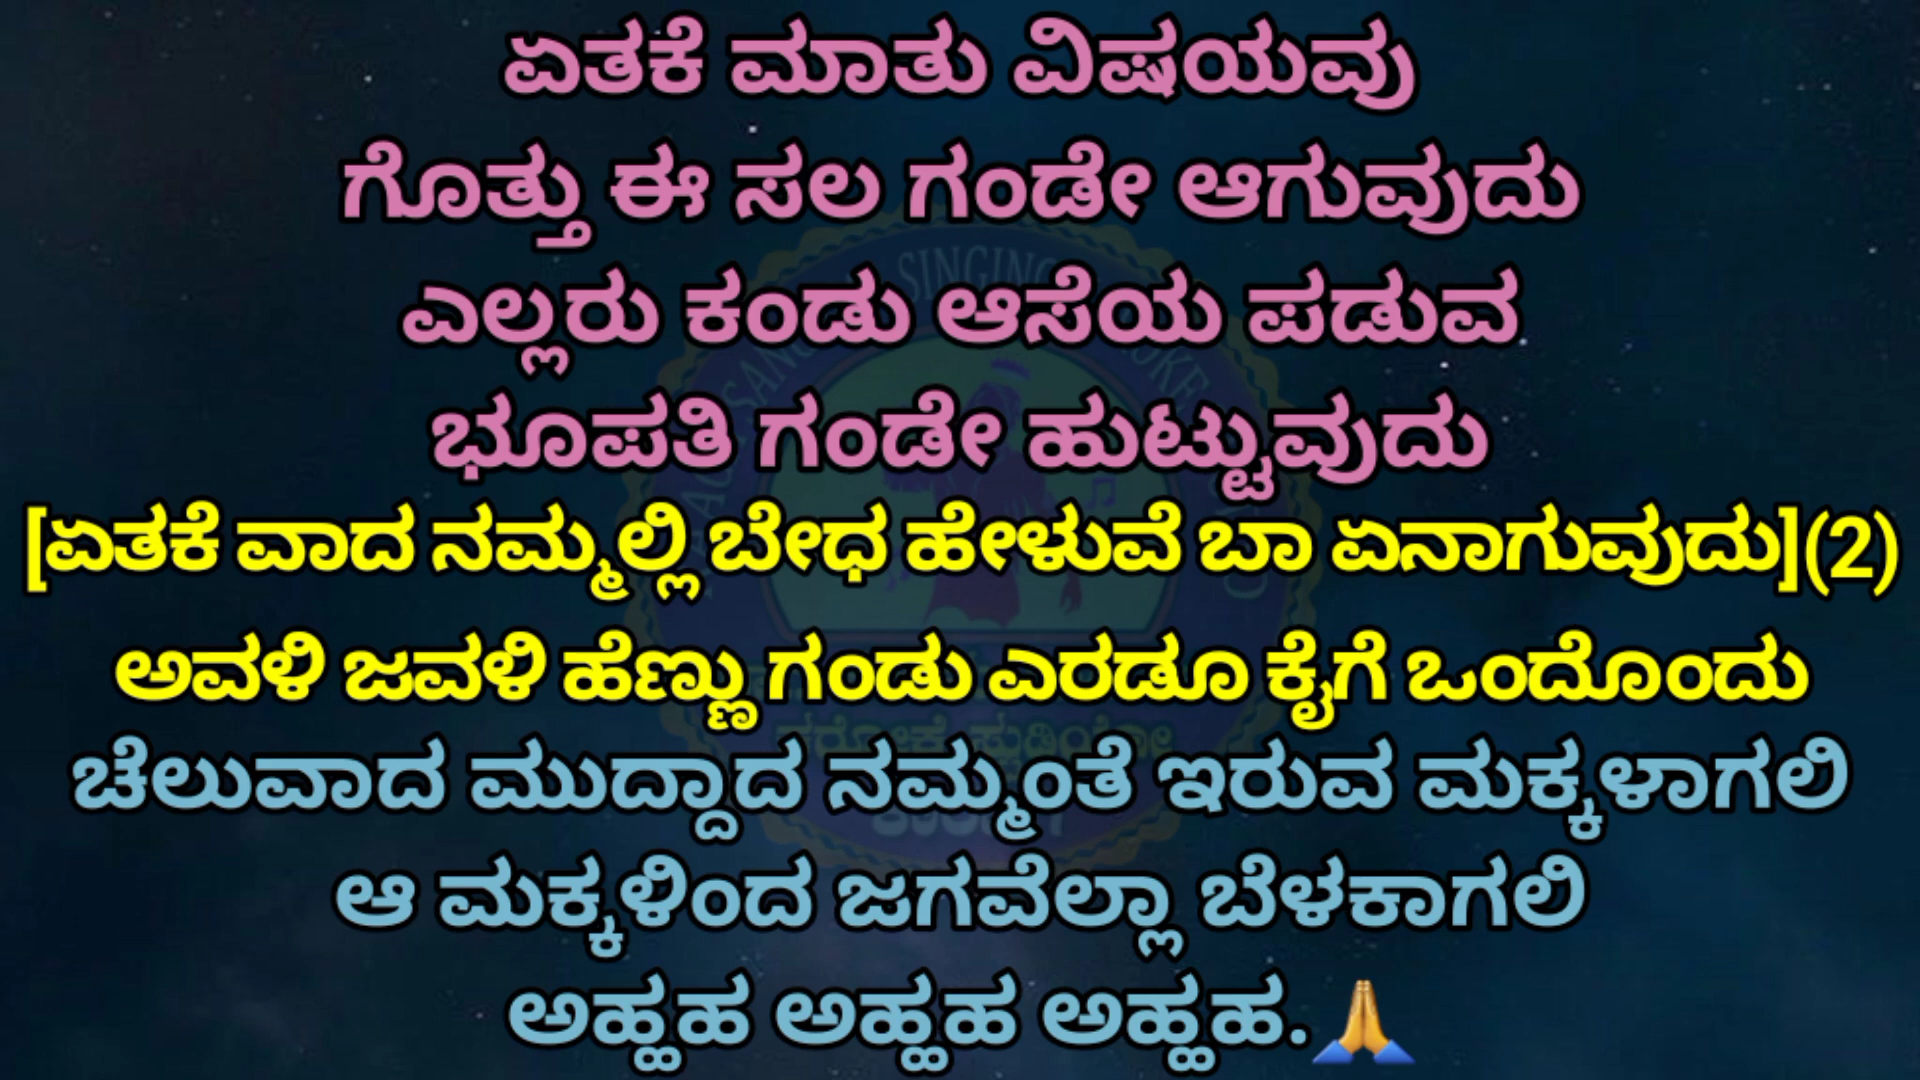 ಏತಕೆ ಮಾತು ವಿಷಯವು
ಗೊತ್ತು ಈ ಸಲ ಗಂಡೇ ಆಗುವುದು
ಎಲ್ಲರು ಕಂಡು ಆಸೆಯ ಪಡುವ
ಭೂಪತಿ ಗಂಡೇ ಹುಟ್ಟುವುದು
[ಏತಕೆ ವಾದ ನಮ್ಮಲ್ಲಿ ಬೇಧ ಹೇಳುವೆ ಬಾ ಏನಾಗುವುದು](2)
ಅವಳಿ ಜವಳಿ ಹೆಣ್ಣು ಗಂಡು ಎರಡೂ ಕೈಗೆ ಒಂದೊಂದು
ಚೆಲುವಾದ ಮುದ್ದಾದ ನಮ್ಮಂತೆ ಇರುವ ಮಕ್ಕಳಾಗಲಿ
ಆ ಮಕ್ಕಳಿಂದ ಜಗವೆಲ್ಲಾ ಬೆಳಕಾಗಲಿ
ಅಹ್ಹಹ ಅಹ್ಹಹ ಅಹ್ಹಹ.🙏